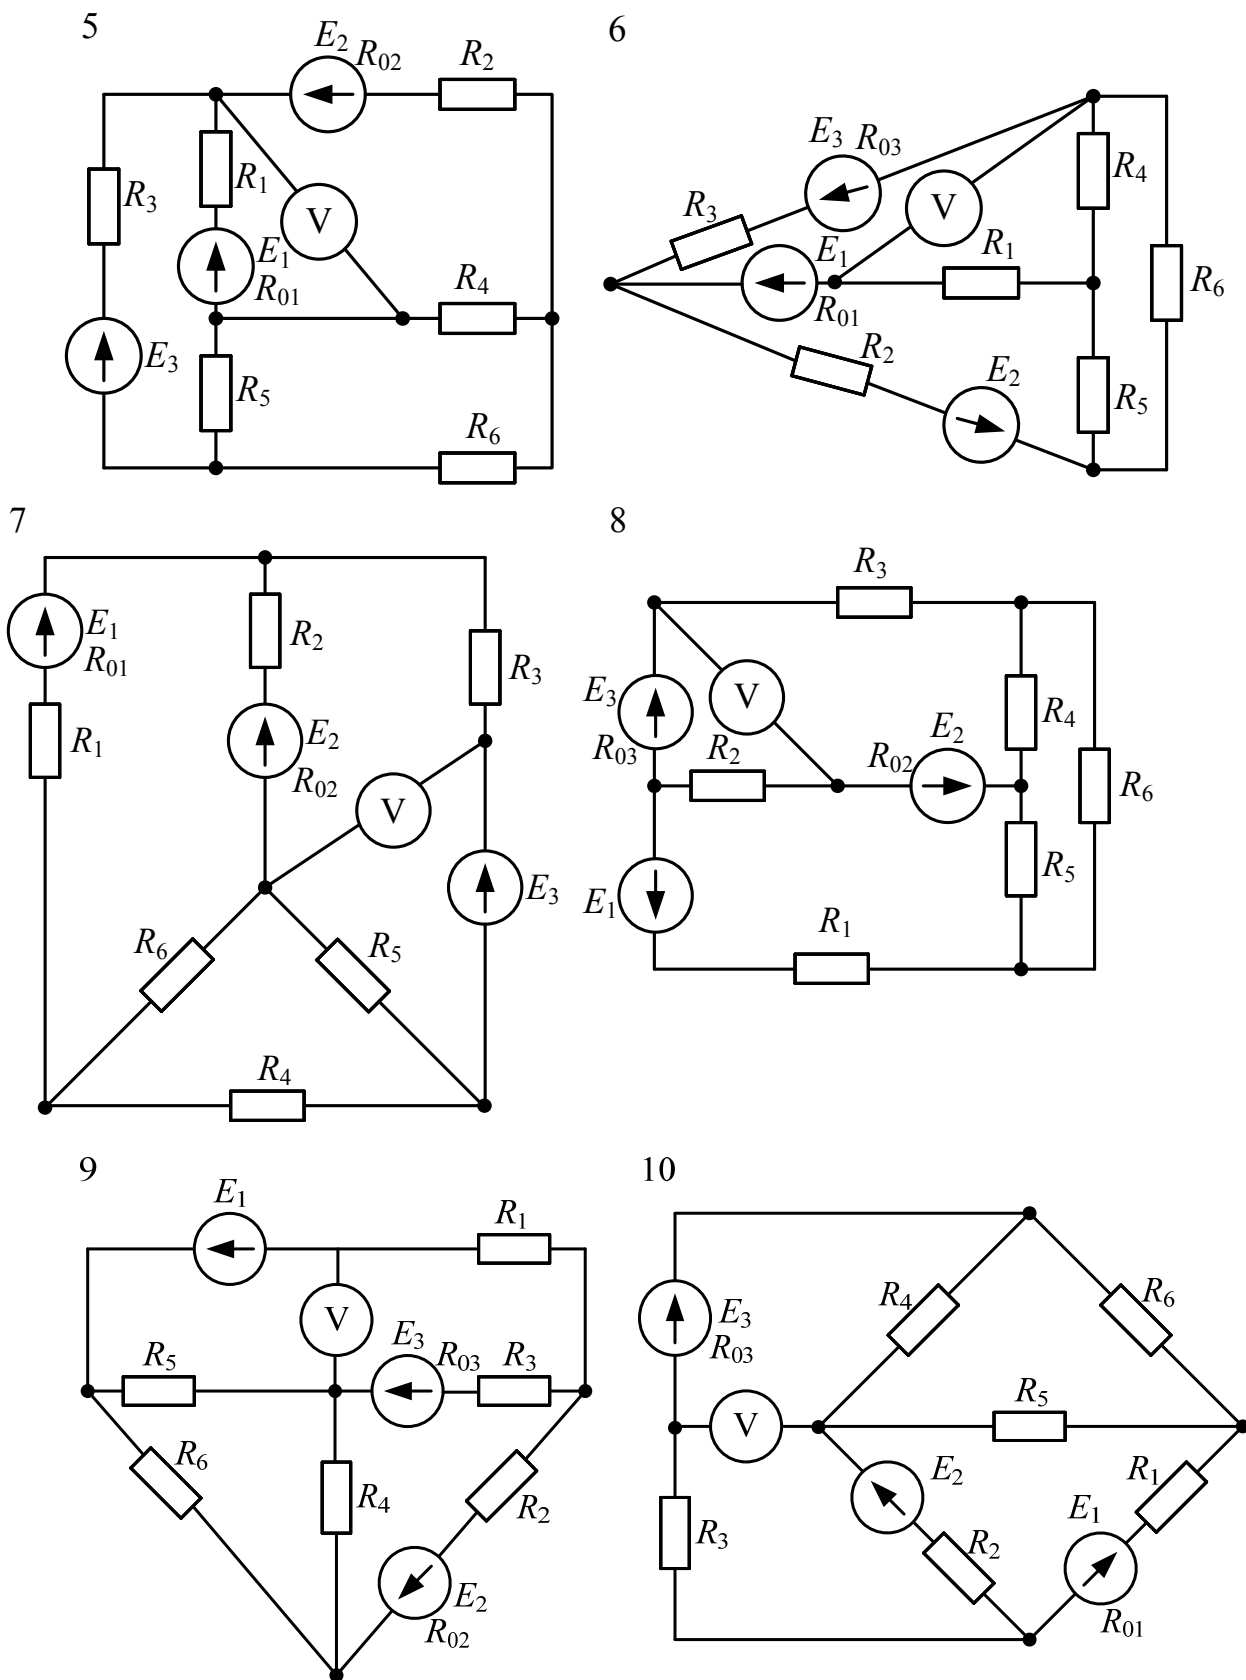 5
E2 R02 R2
R3 R1 V
E1
R01 R4
E3 R5
R6
6
E3 R03
R4
R3 V
E1 R1
R01 R6
R2
E2 R5
7
E1 R2
R01 R3
R1 E2
R02
V
E3
R6 R5
R4
8
R3
E3 V R4
R03 R2 R02 E2
R6
E1 R5
R1
9
E1 R1
V
R5 E3 R03 R3
R6 R4 R2
E2
R02
10
R4 R6
E3
R03
V R5
E2 R1
R3 R2 E1
R01